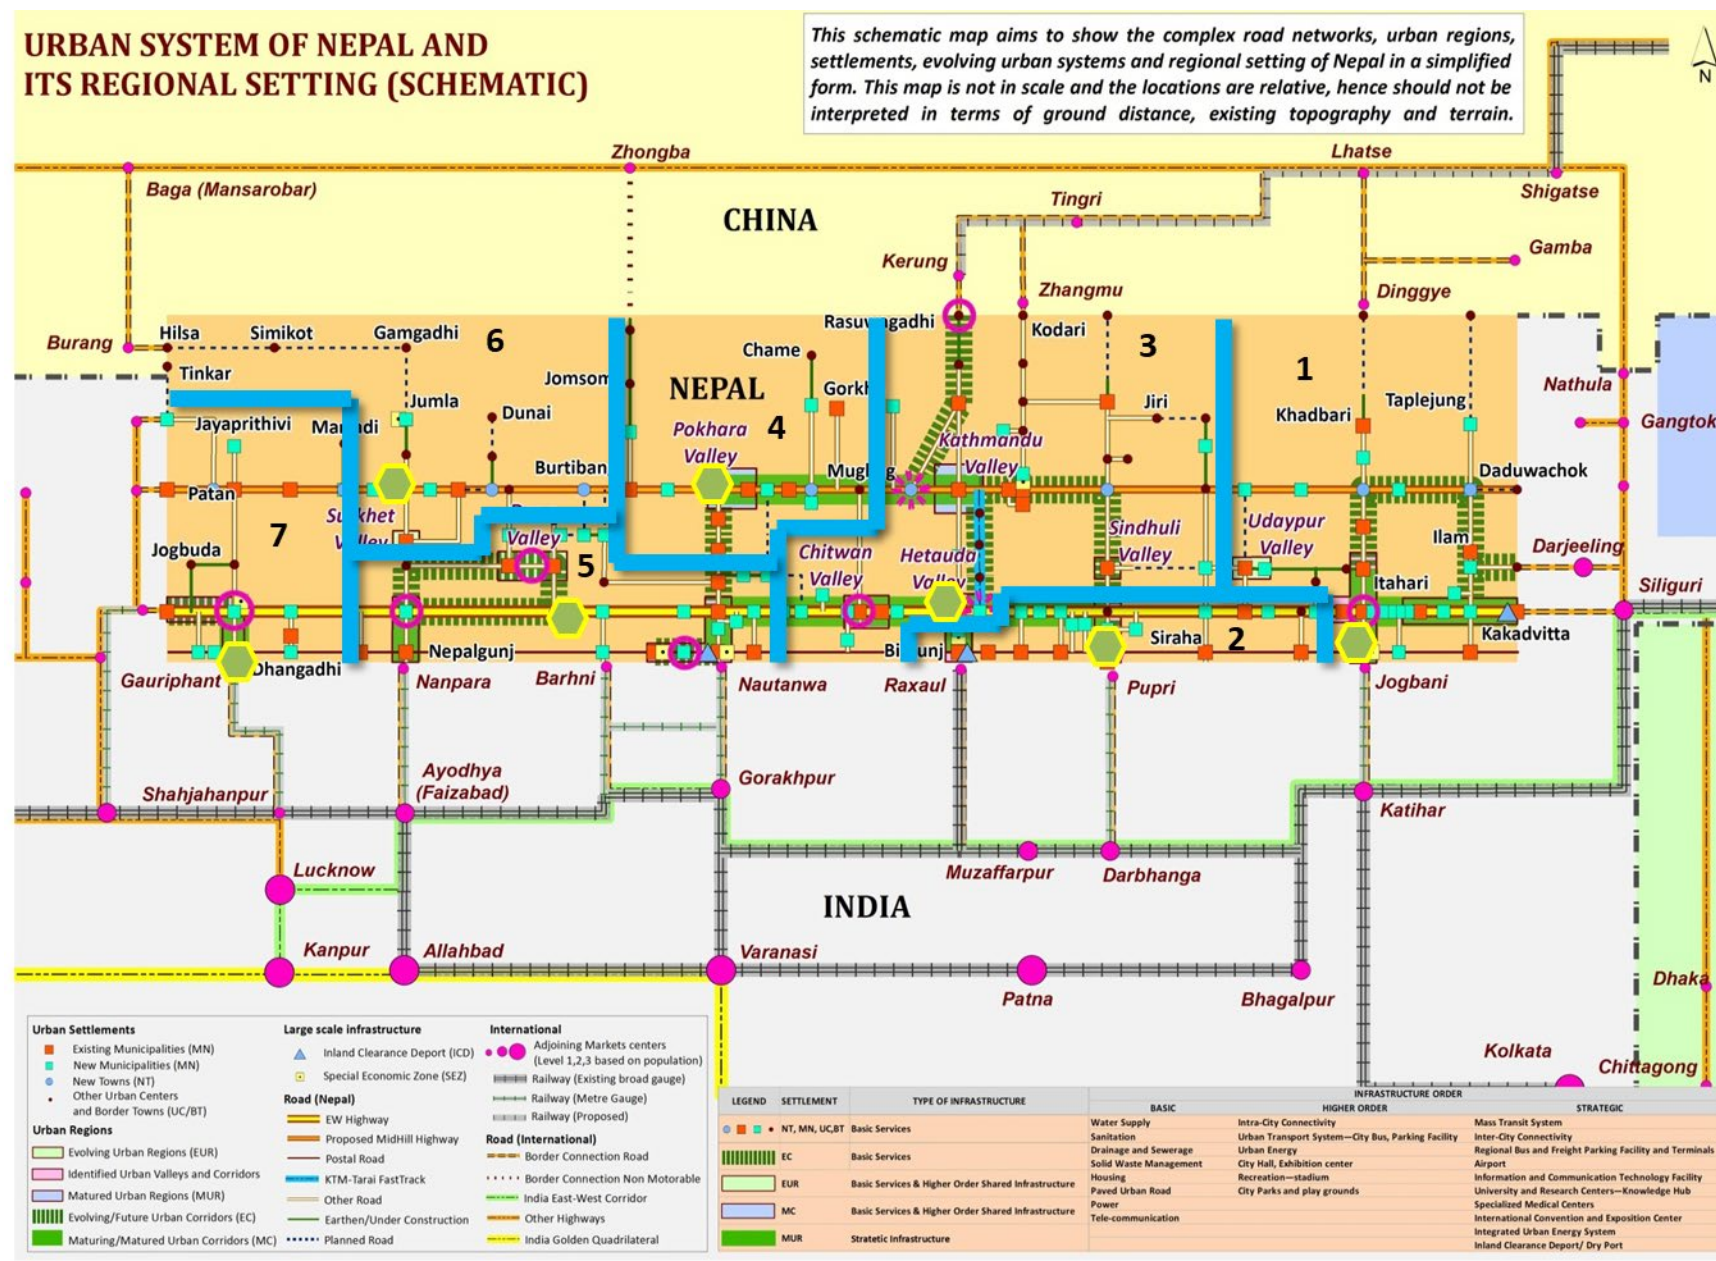 URBAN SYSTEM OF NEPAL AND
ITS REGIONAL SETTING (SCHEMATIC)
This schematic map aims to show the complex road networks, urban regions,
settlements, evolving urban systems and regional setting of Nepal in a simplified
form. This map is not in scale and the locations are relative, hence should not be
interpreted in terms of ground distance, existing topography and terrain.
N
Zhongba
Lhatse
Baga (Mansarobar)
Shigatse
Tingri
CHINA
Gamba
Kerung
Zhangmu
Dinggye
Rasuwagadhi
Kodari
Hilsa
Simikot
Gamgadhi
6
3
Burang
Chame
1
Tinkar
Jomsom
NEPAL
Gorkh
Nathula
Jumla
Dunai
Jiri
Khadbari
Taplejung
Jayaprithivi
Pokhara
Valley
4
Kathmandu
Valley
Gangtok
Burtiban
Mugling
Daduwachok
Patan
7
Valley
Sindhuli
Valley
Udaypur
Valley
Ilam
Jogbuda
5
Chitwan
Valley
Hetauda
Valley
Darjeeling
Itahari
Siliguri
Siraha
2
Kakadvitta
Gauriphant
Dhangadhi
Nepalgunj
Nanpara
Barhni
Nautanwa
Raxaul
Pupri
Jogbani
Shahjahanpur
Ayodhya
(Faizabad)
Gorakhpur
Katihar
Lucknow
Muzaffarpur
Darbhanga
INDIA
Kanpur
Allahbad
Varanasi
Patna
Bhagalpur
Dhaka
Kolkata
Chittagong
Urban Settlements
Existing Municipalities (MN)
New Municipalities (MN)
New Towns (NT)
Other Urban Centers
and Border Towns (UC/BT)
Urban Regions
Evolving Urban Regions (EUR)
Identified Urban Valleys and Corridors
Matured Urban Regions (MUR)
Evolving/Future Urban Corridors (EC)
Maturing/Matured Urban Corridors (MC)
Large scale infrastructure
Inland Clearance Deport (ICD)
Special Economic Zone (SEZ)
Road (Nepal)
EW Highway
Proposed MidHill Highway
Postal Road
KTM-Tarai FastTrack
Other Road
Earthen/Under Construction
Planned Road
International
Adjoining Markets centers
(Level 1,2,3 based on population)
Railway (Existing broad gauge)
Railway (Metre Gauge)
Railway (Proposed)
Road (International)
Border Connection Road
Border Connection Non Motorable
India East-West Corridor
Other Highways
India Golden Quadrilateral
LEGEND SETTLEMENT TYPE OF INFRASTRUCTURE INFRASTRUCTURE ORDER
BASIC HIGHER ORDER STRATEGIC
NT, MN, UC,BT Basic Services
EC Basic Services
EUR Basic Services & Higher Order Shared Infrastructure
MC Basic Services & Higher Order Shared Infrastructure
MUR Stratetic Infrastructure
Water Supply
Sanitation
Drainage and Sewerage
Solid Waste Management
Housing
Paved Urban Road
Power
Tele-communication
Intra-City Connectivity
Urban Transport System—City Bus, Parking Facility
Urban Energy
City Hall, Exhibition center
Recreation—stadium
City Parks and play grounds
Mass Transit System
Inter-City Connectivity
Regional Bus and Freight Parking Facility and Terminals
Airport
Information and Communication Technology Facility
University and Research Centers—Knowledge Hub
Specialized Medical Centers
International Convention and Exposition Center
Integrated Urban Energy System
Inland Clearance Deport/ Dry Port